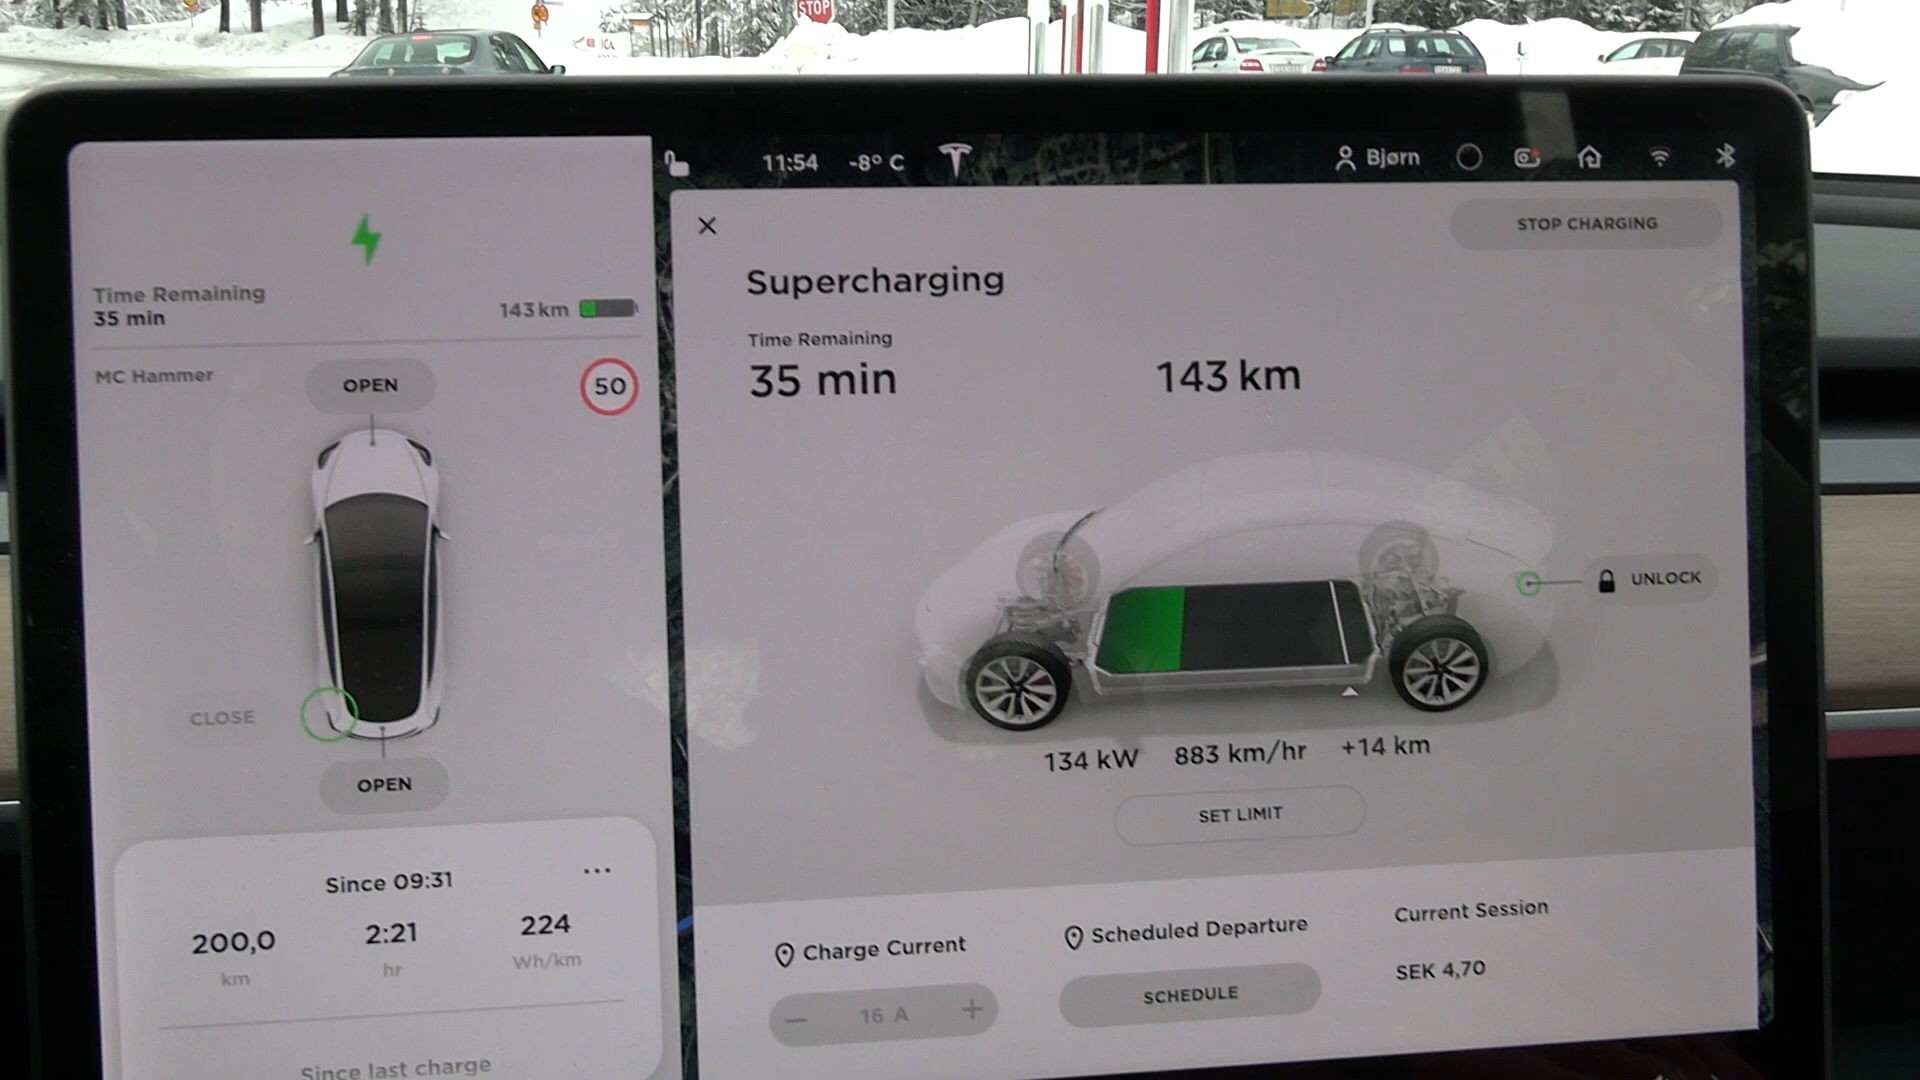 STOP
ICA
11:54
-8° C
Bjørn
Time Remaining
35 min
143 km
MC Hammer
OPEN
50
CLOSE
OPEN
Since 09:31
...
200,0
km
2:21
hr
224
Wh/km
Since last charge
STOP CHARGING
Supercharging
Time Remaining
35 min
143 km
UNLOCK
134 kW
883 km/hr
+14 km
SET LIMIT
Charge Current
16 A
Scheduled Departure
SCHEDULE
Current Session
SEK 4,70